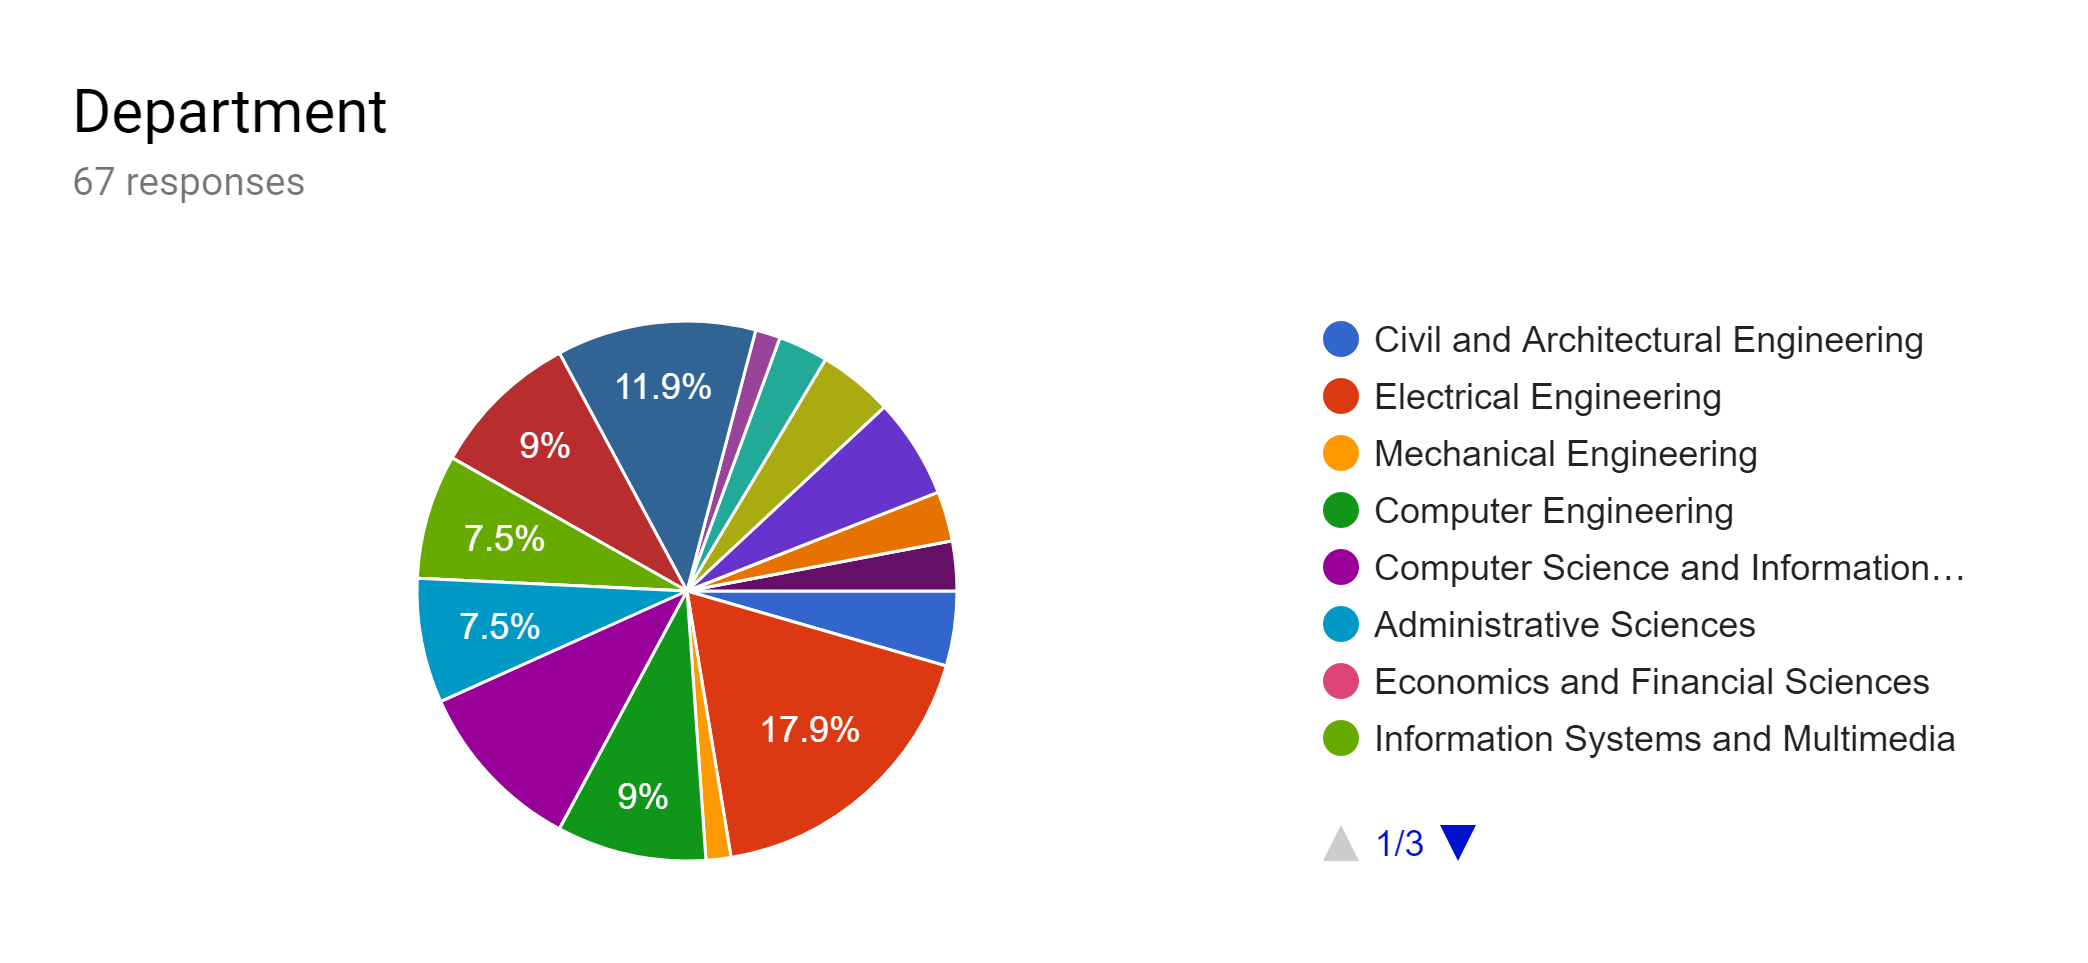 Department
67 responses
11.9%
9%
7.5%
7.5%
9%
17.9%
Civil and Architectural Engineering
Electrical Engineering
Mechanical Engineering
Computer Engineering
Computer Science and Information…
Administrative Sciences
Economics and Financial Sciences
Information Systems and Multimedia
1/3